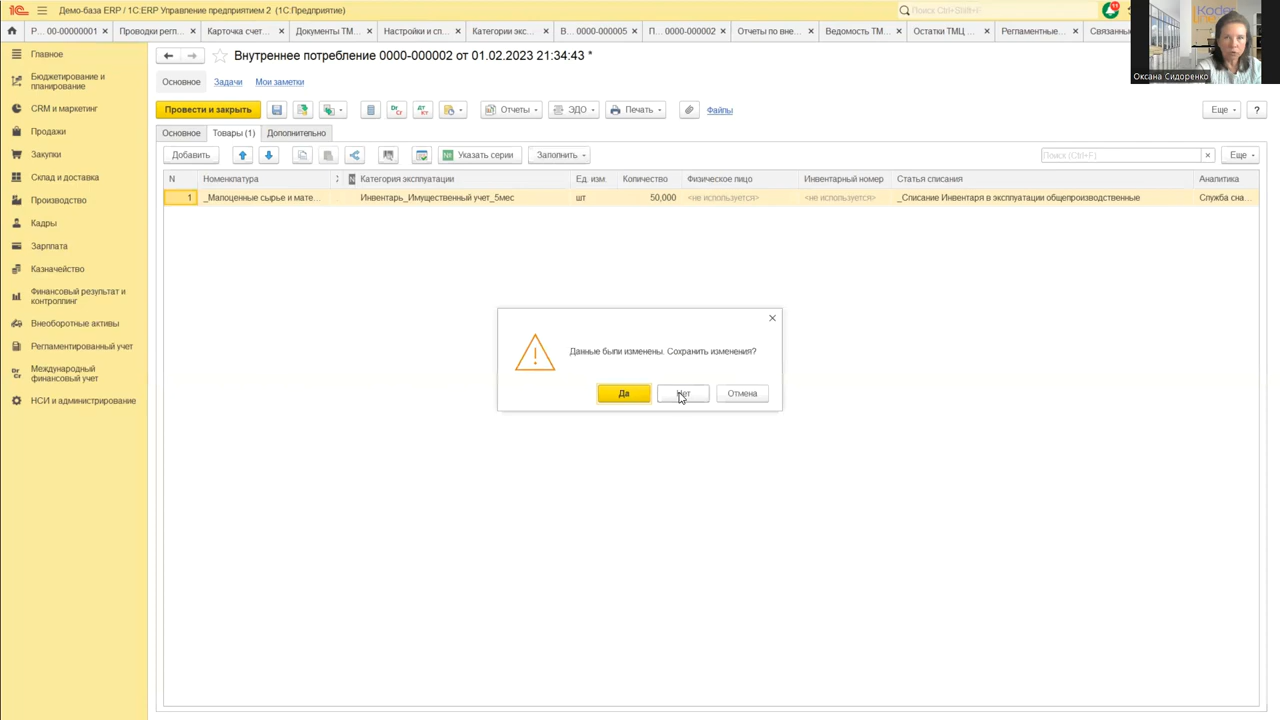 Демо-база ERP / 1С:ERP Управление предприятием 2 (1С:Предприятие)
Поиск Ctrl+Shift+F
Р... 00-00000001
Проводки регл...
Карточка счет...
Документы ТМ...
Настройки и сп...
Категории экс...
В... 0000-000005
П... 0000-000002
Отчеты по вне...
Ведомость ТМ...
Остатки ТМЦ ...
Регламентные...
Связанны
Оксана Сидоренко
Главное
Бюджетирование и
планирование
CRM и маркетинг
Продажи
Закупки
Склад и доставка
Производство
Кадры
Зарплата
Казначейство
Финансовый результат и
контроллинг
Внеоборотные активы
Регламентированный учет
Международный
финансовый учет
НСИ и администрирование
Внутреннее потребление 0000-000002 от 01.02.2023 21:34:43 *
Основное Задачи Мои заметки
Провести и закрыть Отчеты ЭДО Печать Файлы Еще ?
Основное Товары (1) Дополнительно
Добавить Указать серии Заполнить Поиск (Ctrl+F) Еще
N Номенклатура Категория эксплуатации Ед. изм. Количество Физическое лицо Инвентарный номер Статья списания Аналитика
1 _Малоценные сырье и мате... Инвентарь_Имущественный учет_5мес шт 50,000 <не используется> <не используется> _Списание Инвентаря в эксплуатации общепроизводственные Служба сна...
Данные были изменены. Сохранить изменения?
Да Нет Отмена